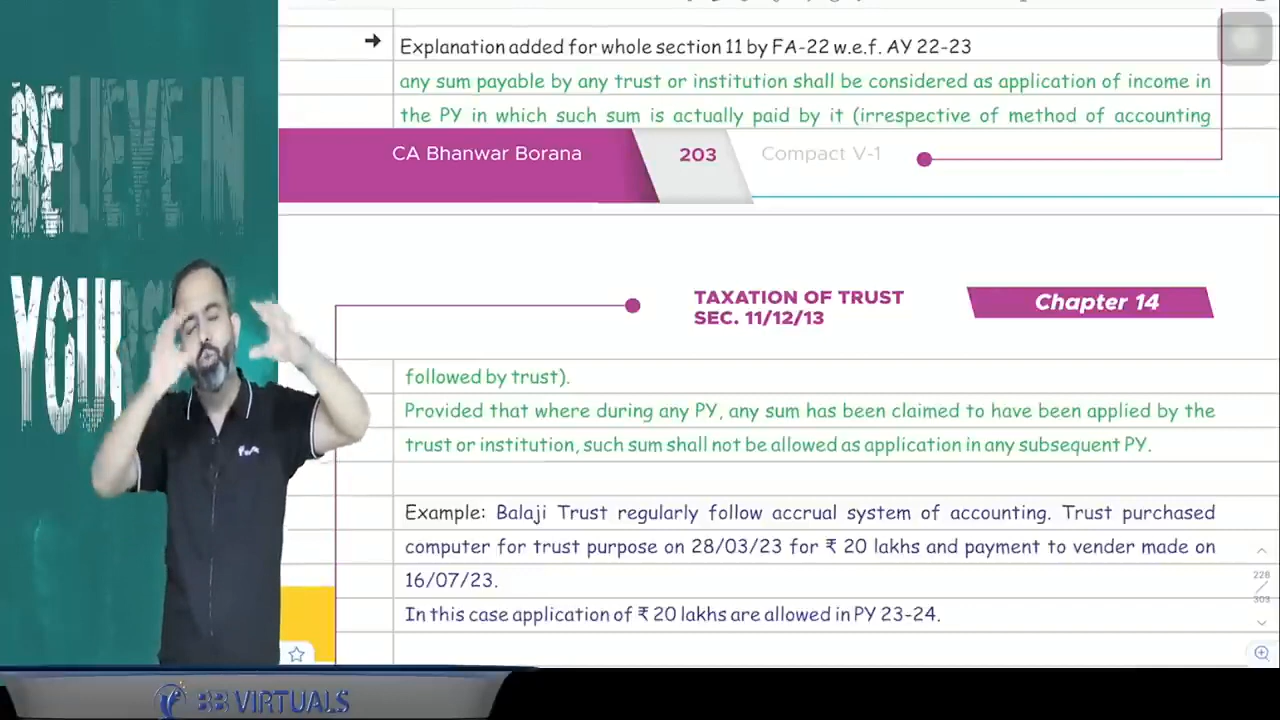 Explanation added for whole section 11 by FA-22 w.e.f. AY 22-23
any sum payable by any trust or institution shall be considered as application of income in
the PY in which such sum is actually paid by it (irrespective of method of accounting
CA Bhanwar Borana 203 Compact V-1
BELIEVE IN
YOURS
TAXATION OF TRUST
SEC. 11/12/13
Chapter 14
followed by trust).
Provided that where during any PY, any sum has been claimed to have been applied by the
trust or institution, such sum shall not be allowed as application in any subsequent PY.
Example: Balaji Trust regularly follow accrual system of accounting. Trust purchased
computer for trust purpose on 28/03/23 for ₹ 20 lakhs and payment to vender made on
16/07/23.
In this case application of ₹ 20 lakhs are allowed in PY 23-24.
228
303
BB VIRTUALS